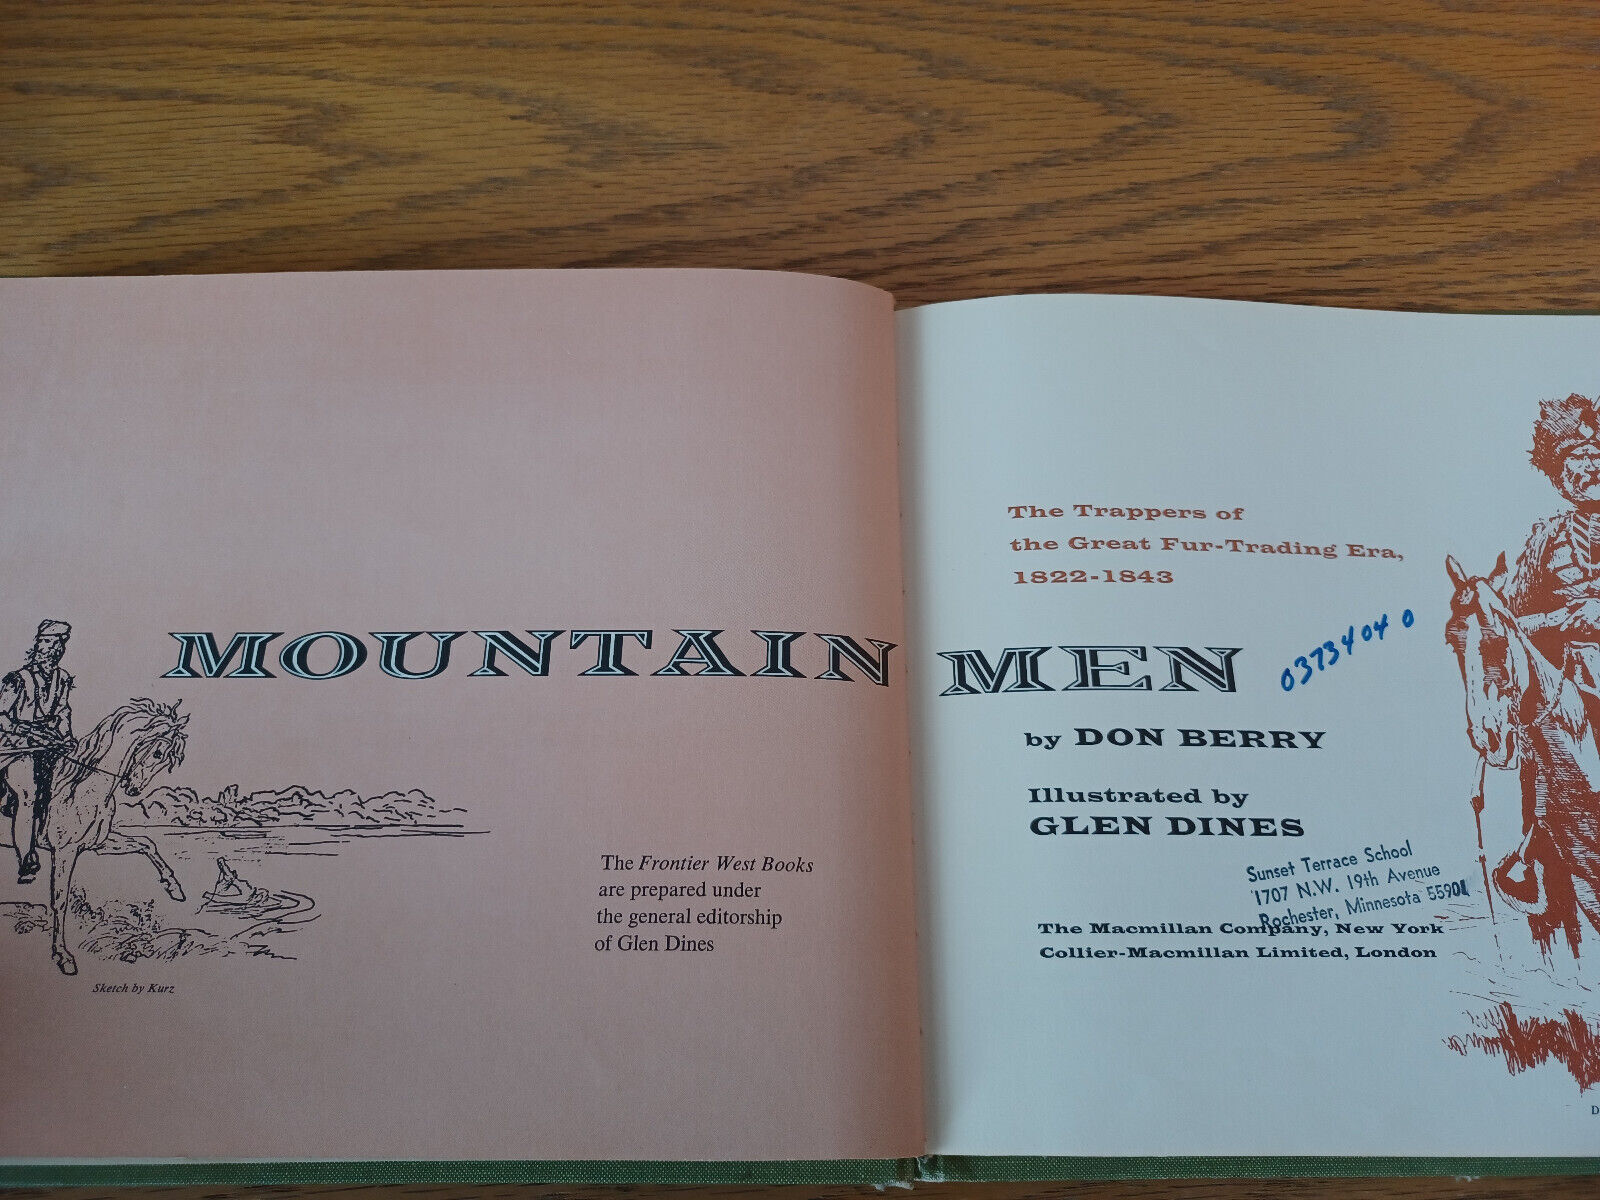 MOUNTAIN MEN
Sketch by Kurz
The Frontier West Books
are prepared under
the general editorship
of Glen Dines
The Trappers of
the Great Fur-Trading Era,
1822-1843
03734040
by DON BERRY
Illustrated by
GLEN DINES
Sunset Terrace School
1707 N.W. 19th Avenue
Rochester, Minnesota 55901
The Macmillan Company, New York
Collier-Macmillan Limited, London